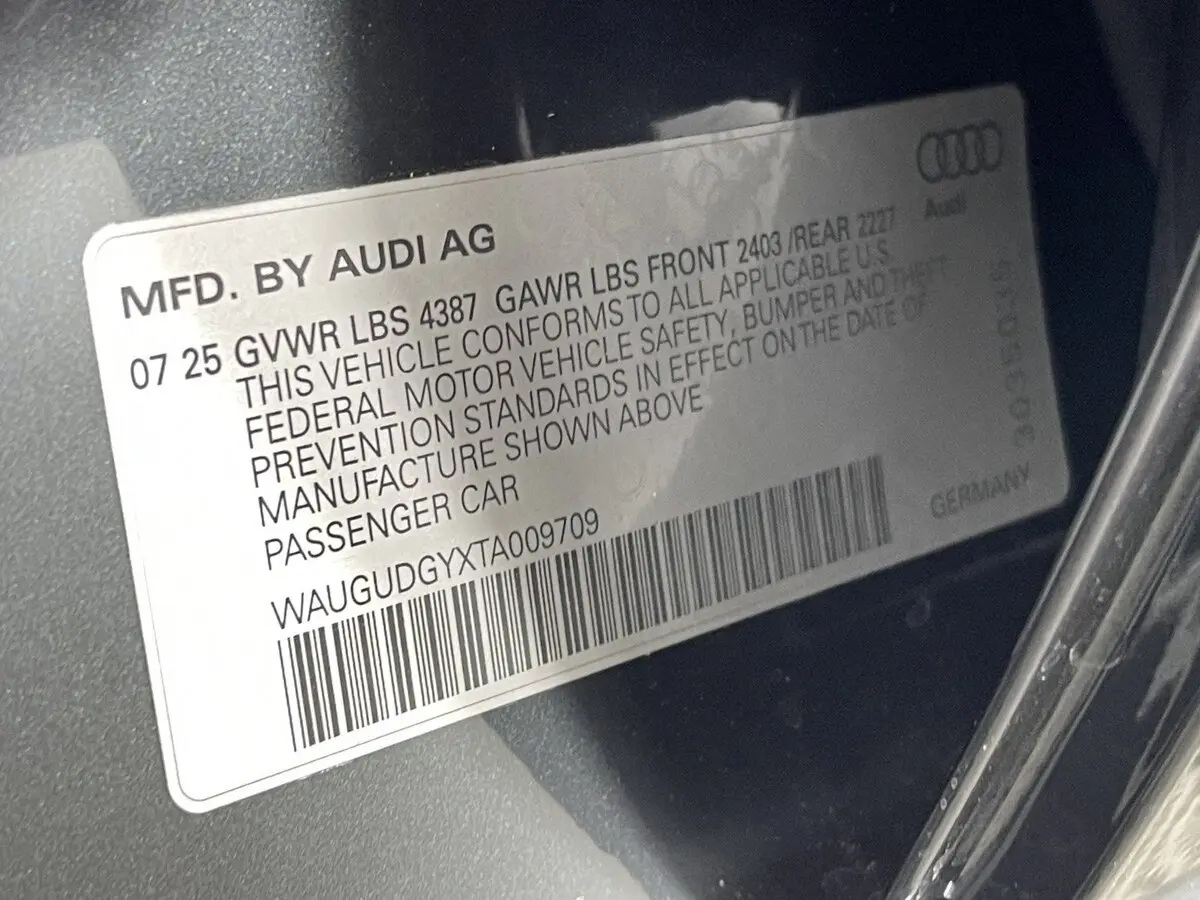 MFD. BY AUDI AG
Audi
07 25 GVWR LBS 4387 GAWR LBS FRONT 2403 /REAR 2227
THIS VEHICLE CONFORMS TO ALL APPLICABLE U.S.
FEDERAL MOTOR VEHICLE SAFETY, BUMPER AND THEFT
PREVENTION STANDARDS IN EFFECT ON THE DATE OF
MANUFACTURE SHOWN ABOVE
PASSENGER CAR
WAUGUDGYXTA009709
GERMANY